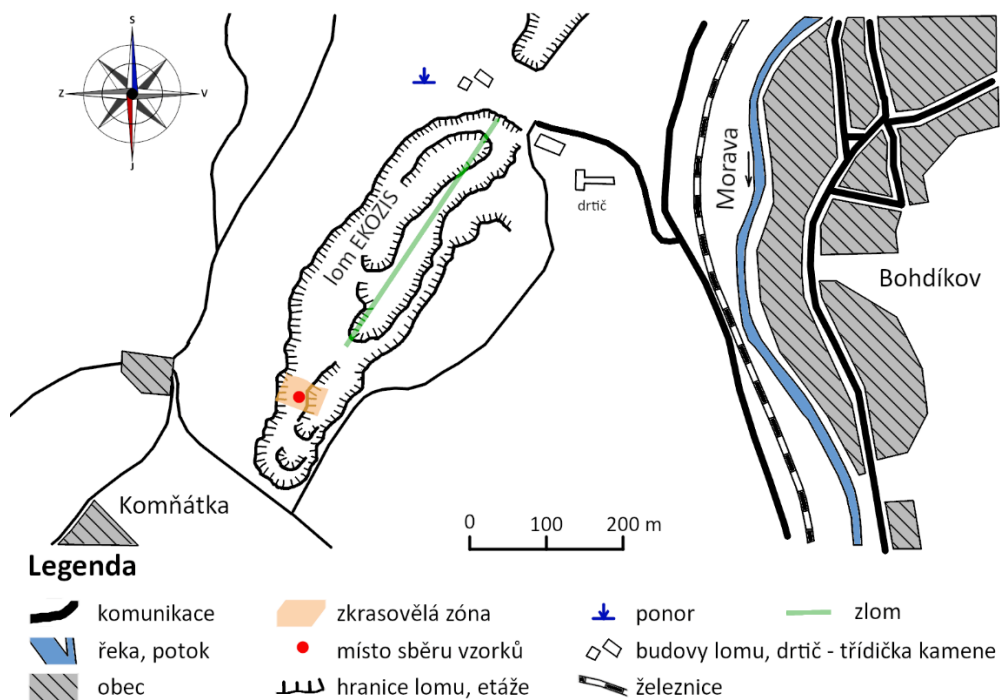 s
z
v
j
lom EKOZIS
drtič
Morava
Bohdíkov
Komňátka
0 100 200 m
Legenda
komunikace
zkrasovělá zóna
ponor
zlom
řeka, potok
místo sběru vzorků
budovy lomu, drtič - třídička kamene
obec
hranice lomu, etáže
železnice